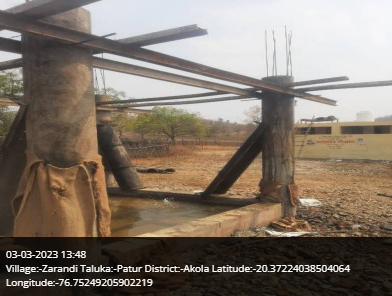 03-03-2023 13:48
Village:-Zarandi Taluka:-Patur District:-Akola Latitude:-20.37224038504064
Longitude:-76.75249205902219